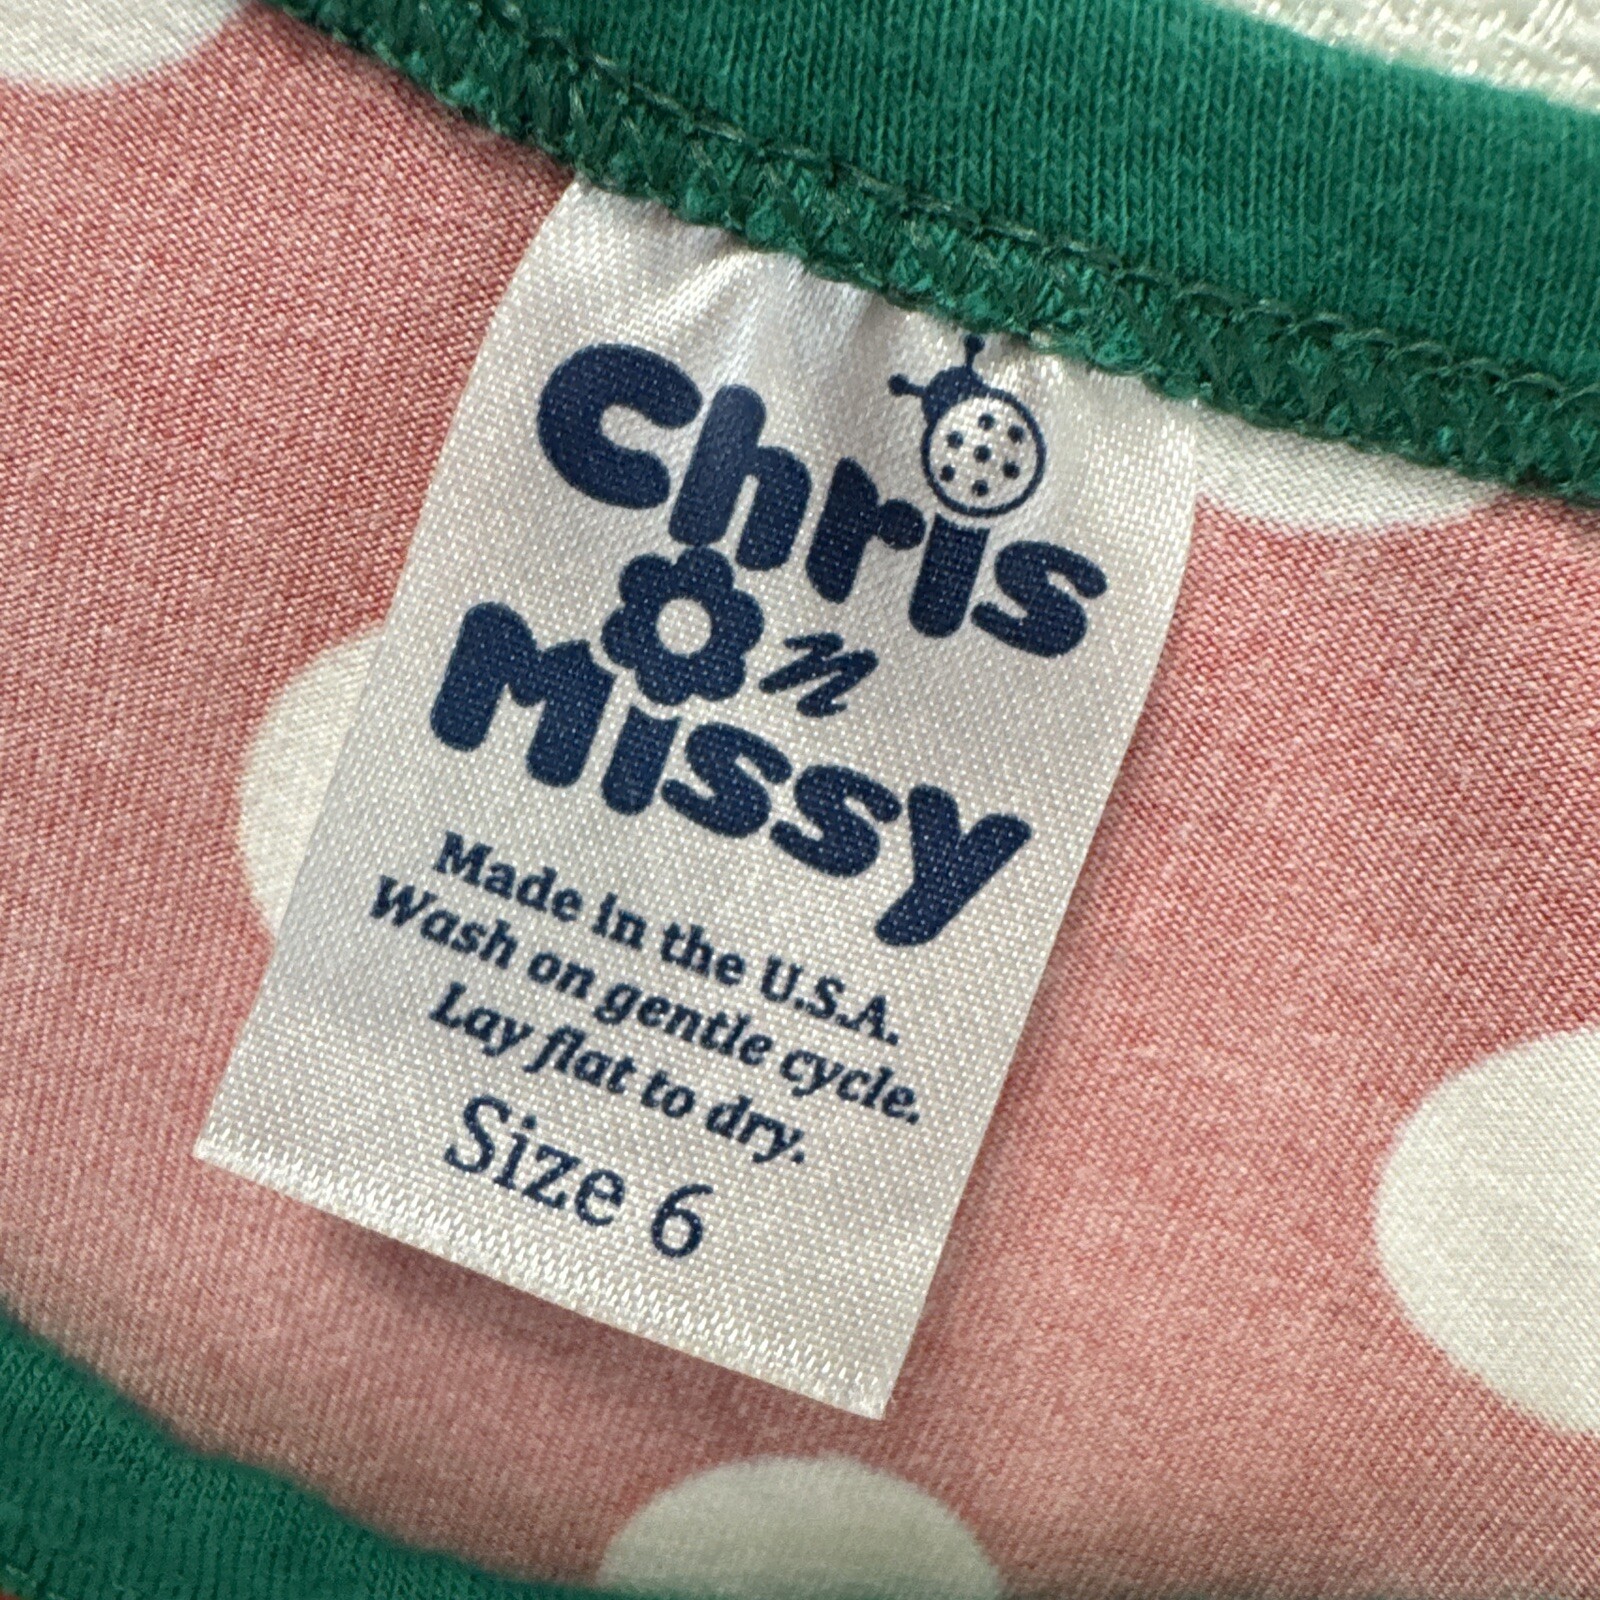 Chris
n
Missy
Made in the U.S.A.
Wash on gentle cycle.
Lay flat to dry.
Size 6